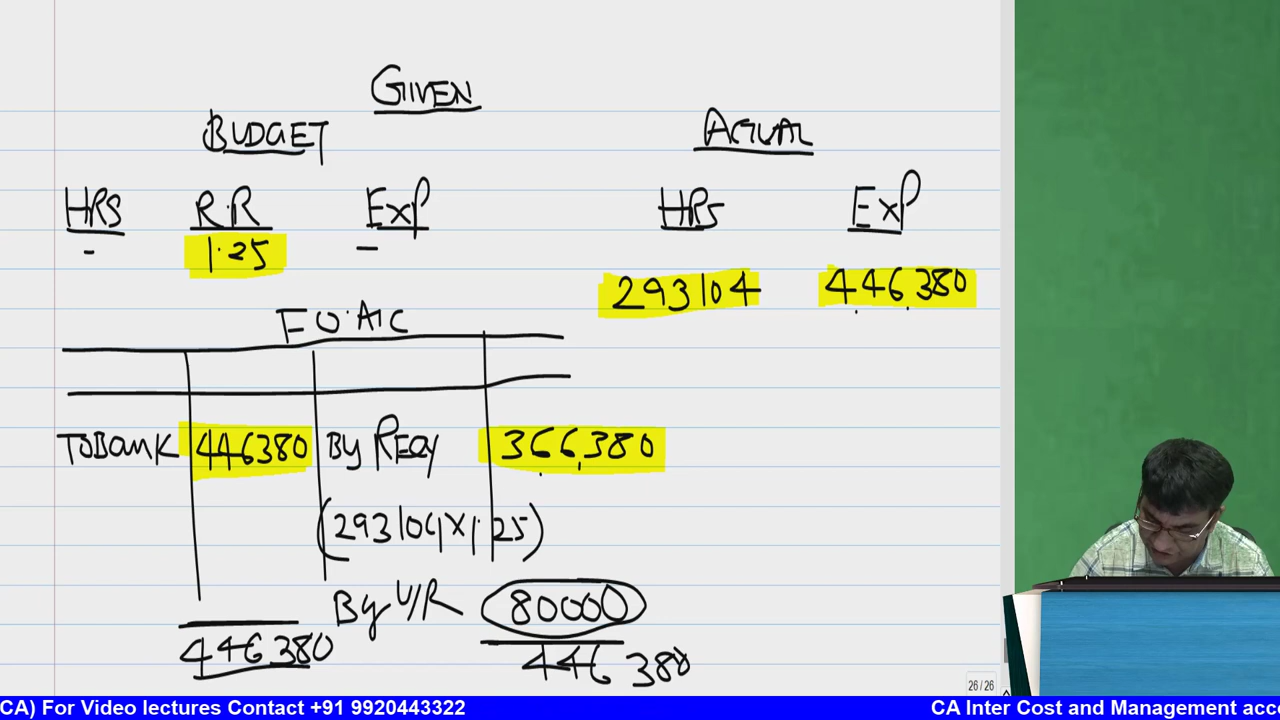 GIVEN
BUDGET ACTUAL
HRS R.R EXP HRS EXP
- 1.25 -
293104 446380
F O. A/C
TO BANK 446380 By RECY 366,380
(293104 x 1.25)
By U/R 80000
446380 446380
26 / 26
CA) For Video lectures Contact +91 9920443322 CA Inter Cost and Management acc